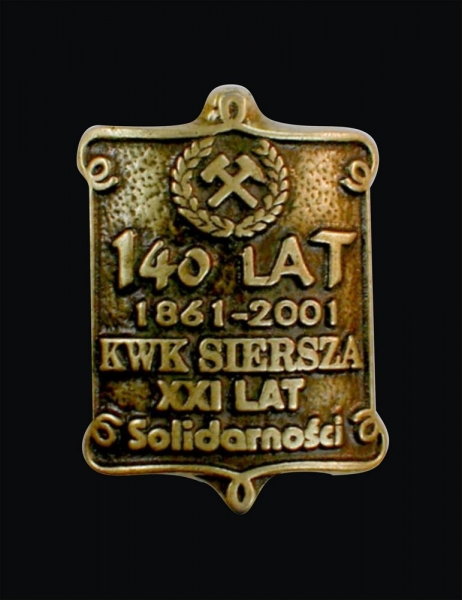 140 LAT
1861-2001
KWK SIERSZA
XXI LAT
Solidarności